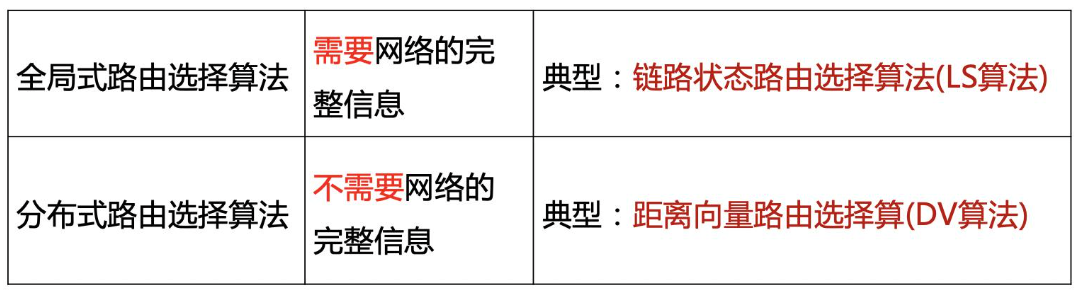 全局式路由选择算法
需要网络的完
整信息
典型：链路状态路由选择算法(LS算法)
分布式路由选择算法
不需要网络的
完整信息
典型：距离向量路由选择算(DV算法)